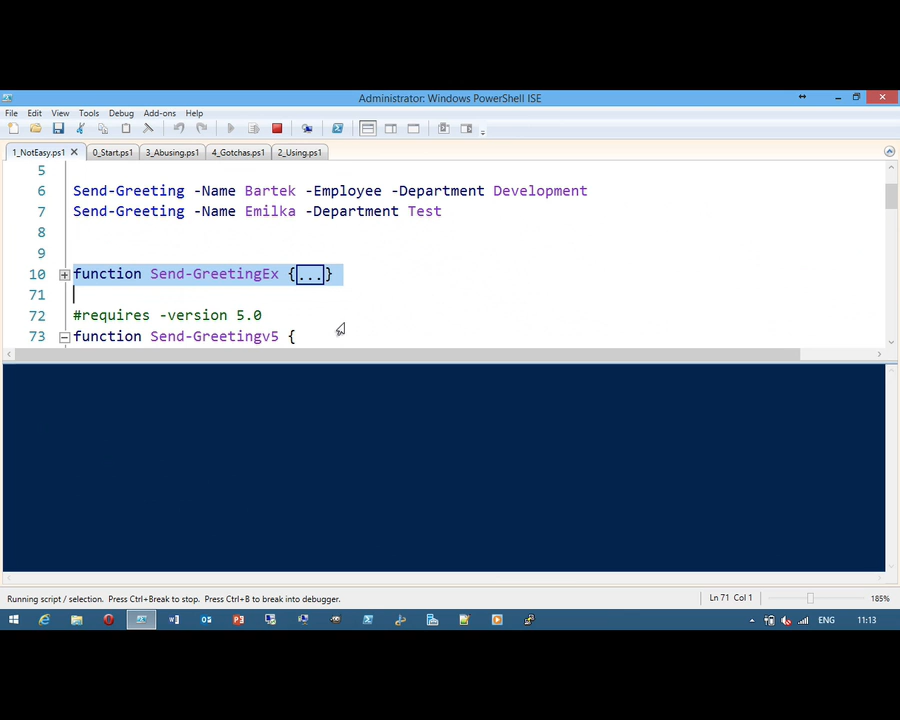 Administrator: Windows PowerShell ISE
File Edit View Tools Debug Add-ons Help
1_NotEasy.ps1 0_Start.ps1 3_Abusing.ps1 4_Gotchas.ps1 2_Using.ps1
5
6 Send-Greeting -Name Bartek -Employee -Department Development
7 Send-Greeting -Name Emilka -Department Test
8
9
10 function Send-GreetingEx {...}
71
72 #requires -version 5.0
73 function Send-Greetingv5 {
Running script / selection. Press Ctrl+Break to stop. Press Ctrl+B to break into debugger. Ln 71 Col 1 185%
ENG 11:13